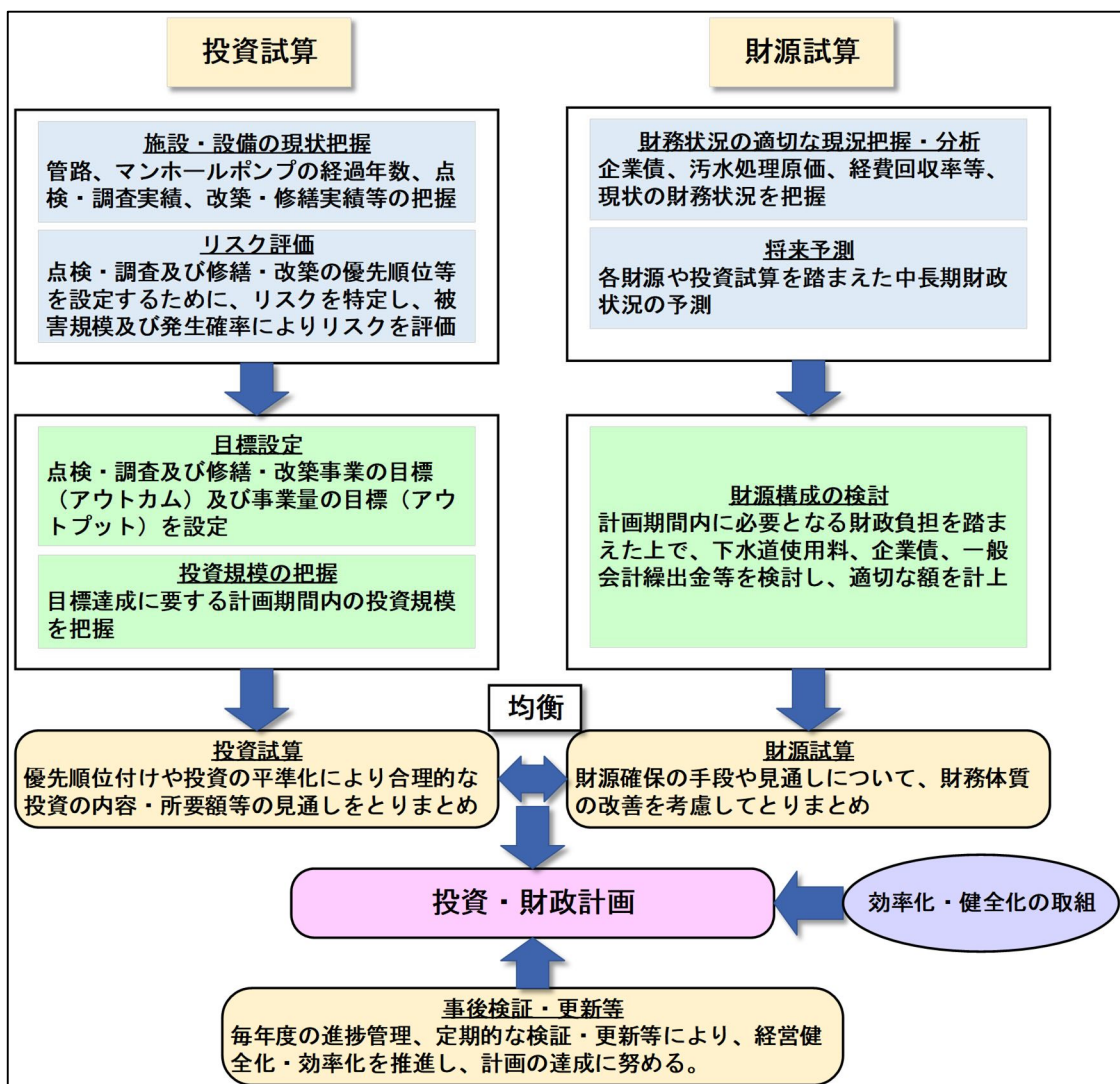 投資試算
施設・設備の現状把握
管路、マンホールポンプの経過年数、点
検・調査実績、改築・修繕実績等の把握
リスク評価
点検・調査及び修繕・改築の優先順位等
を設定するために、リスクを特定し、被
害規模及び発生確率によりリスクを評価
目標設定
点検・調査及び修繕・改築事業の目標
（アウトカム）及び事業量の目標（アウ
トプット）を設定
投資規模の把握
目標達成に要する計画期間内の投資規模
を把握
投資試算
優先順位付けや投資の平準化により合理的な
投資の内容・所要額等の見通しをとりまとめ
財源試算
財務状況の適切な現況把握・分析
企業債、汚水処理原価、経費回収率等、
現状の財務状況を把握
将来予測
各財源や投資試算を踏まえた中長期財政
状況の予測
財源構成の検討
計画期間内に必要となる財政負担を踏ま
えた上で、下水道使用料、企業債、一般
会計繰出金等を検討し、適切な額を計上
均衡
財源試算
財源確保の手段や見通しについて、財務体質
の改善を考慮してとりまとめ
投資・財政計画
効率化・健全化の取組
事後検証・更新等
毎年度の進捗管理、定期的な検証・更新等により、経営健
全化・効率化を推進し、計画の達成に努める。